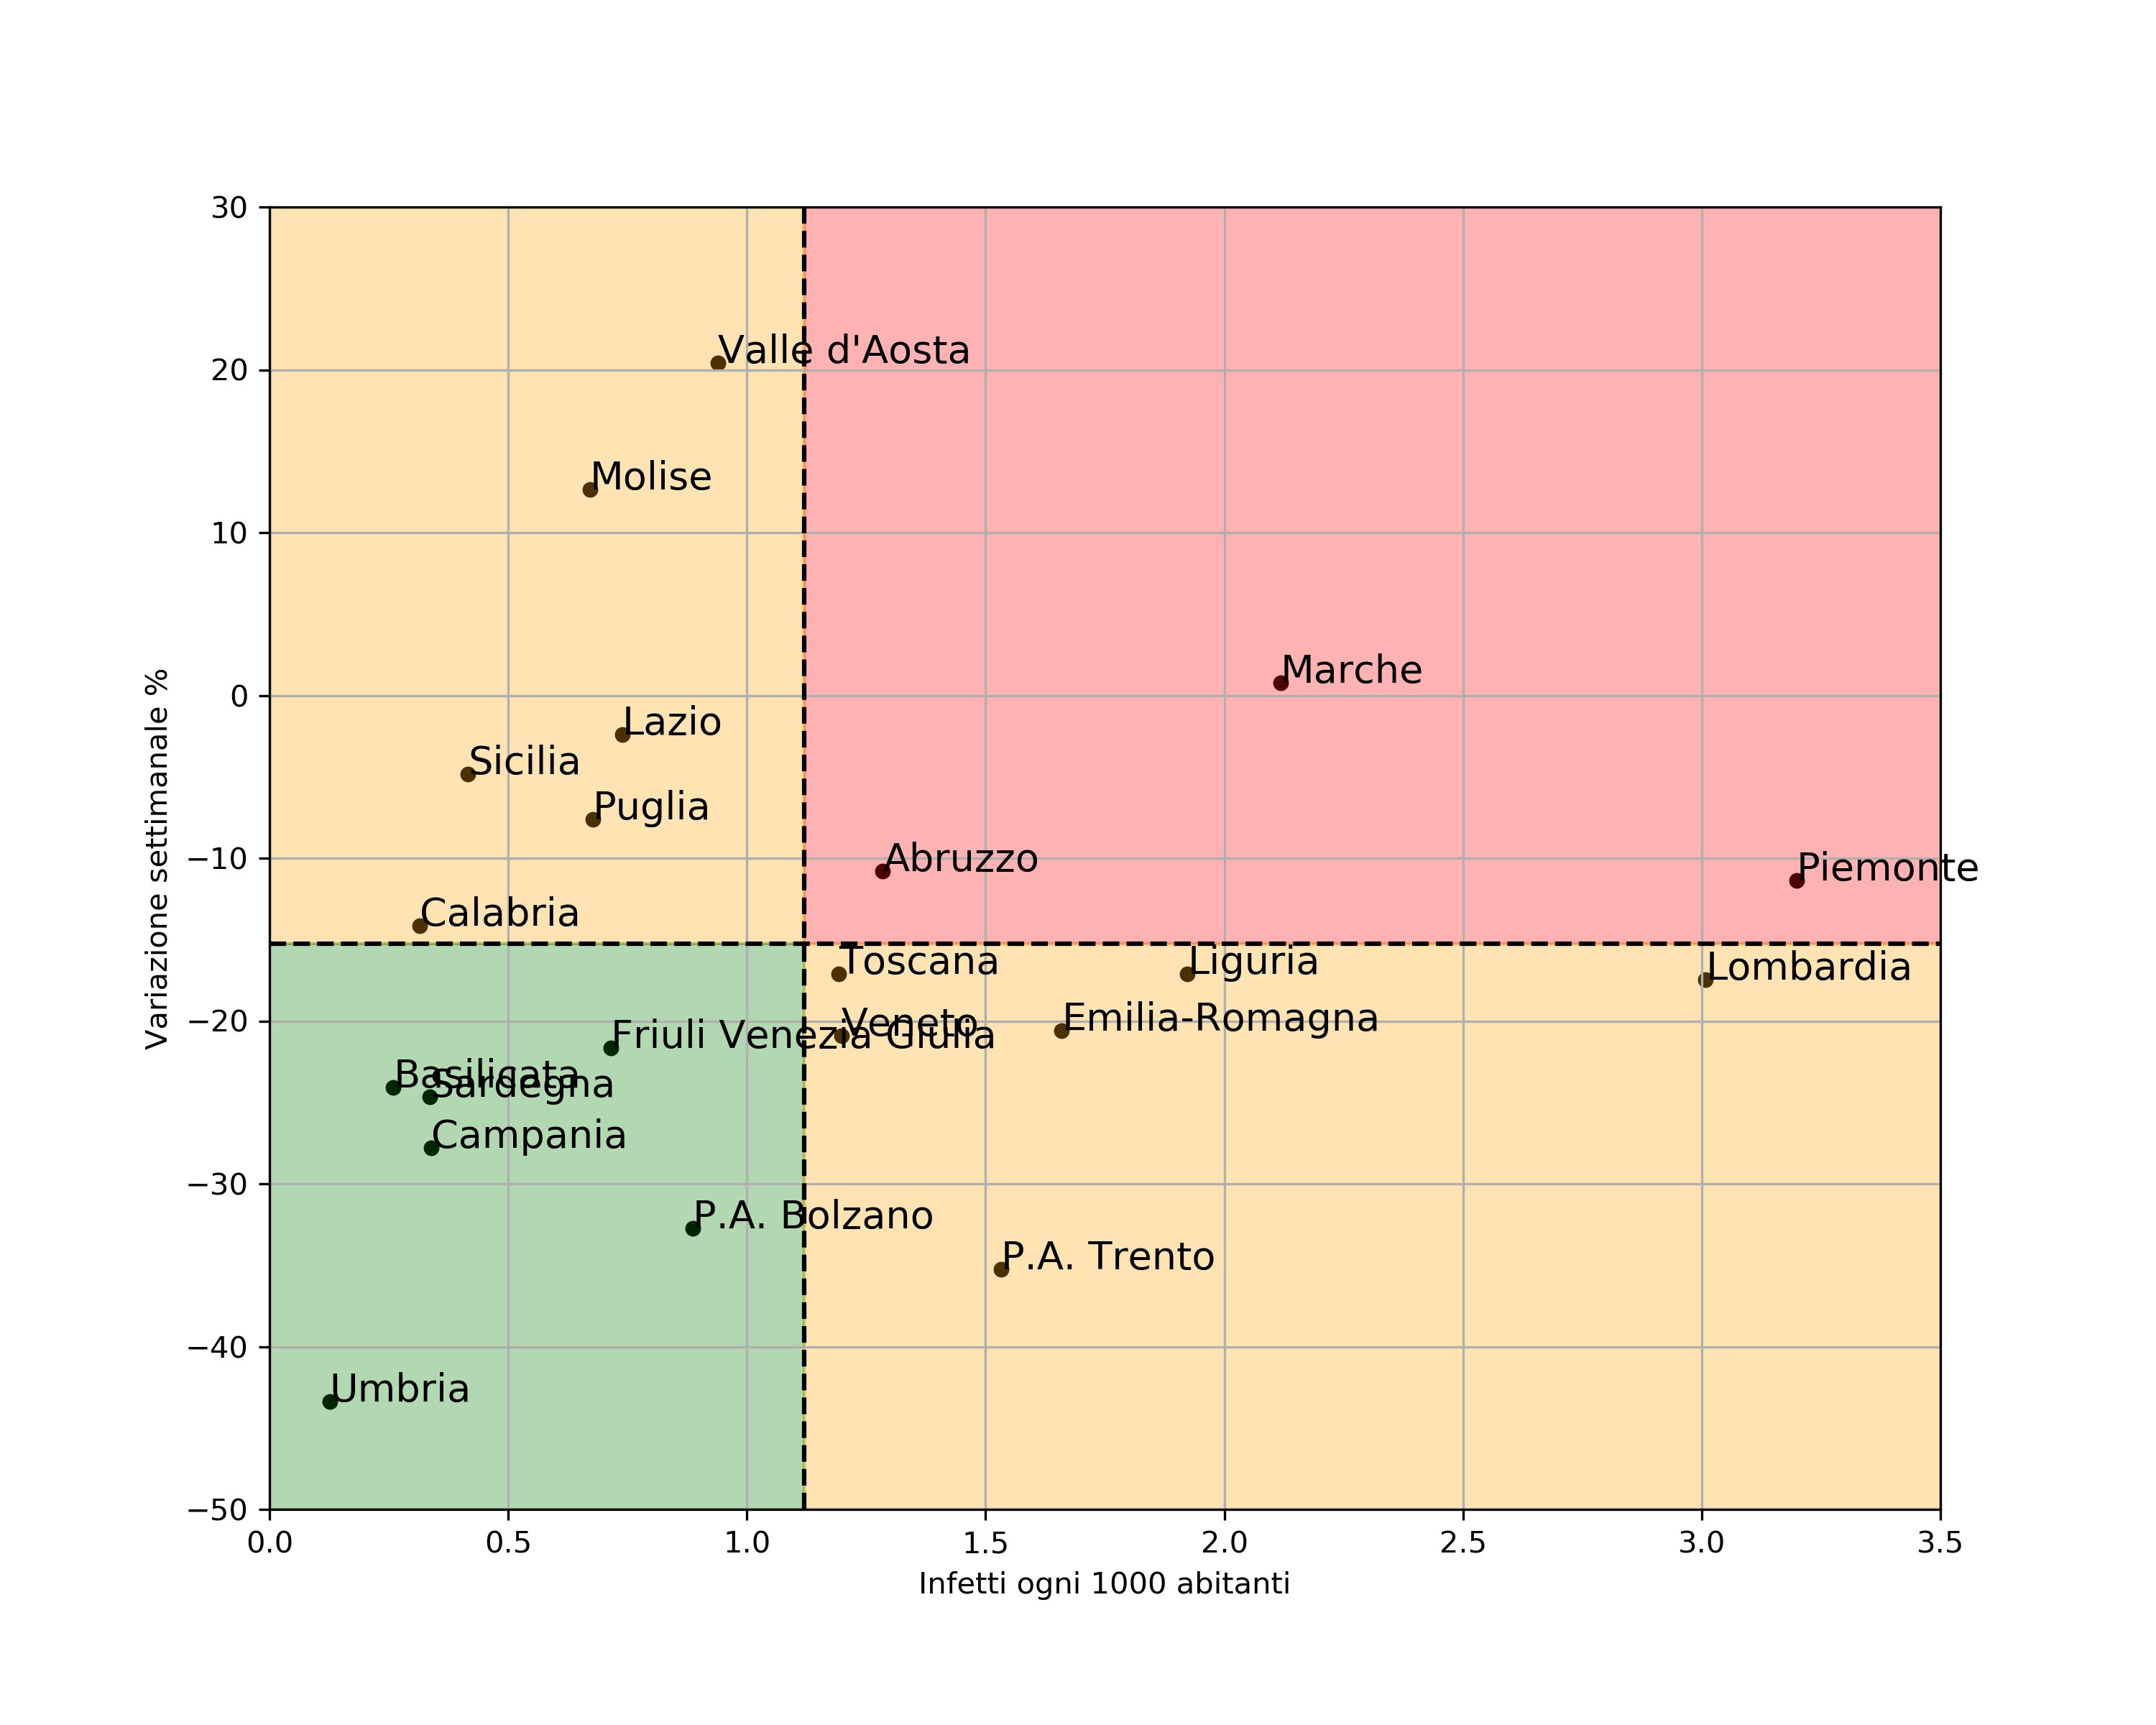 30
20
10
0
−10
−20
−30
−40
−50
Variazione settimanale %
Valle d'Aosta
Molise
Marche
Lazio
Sicilia
Puglia
Abruzzo
Piemonte
Calabria
Toscana
Liguria
Lombardia
Emilia-Romagna
Veneto
Friuli Venezia Giulia
Basilicata
Sardegna
Campania
P.A. Bolzano
P.A. Trento
Umbria
0.0 0.5 1.0 1.5 2.0 2.5 3.0 3.5
Infetti ogni 1000 abitanti